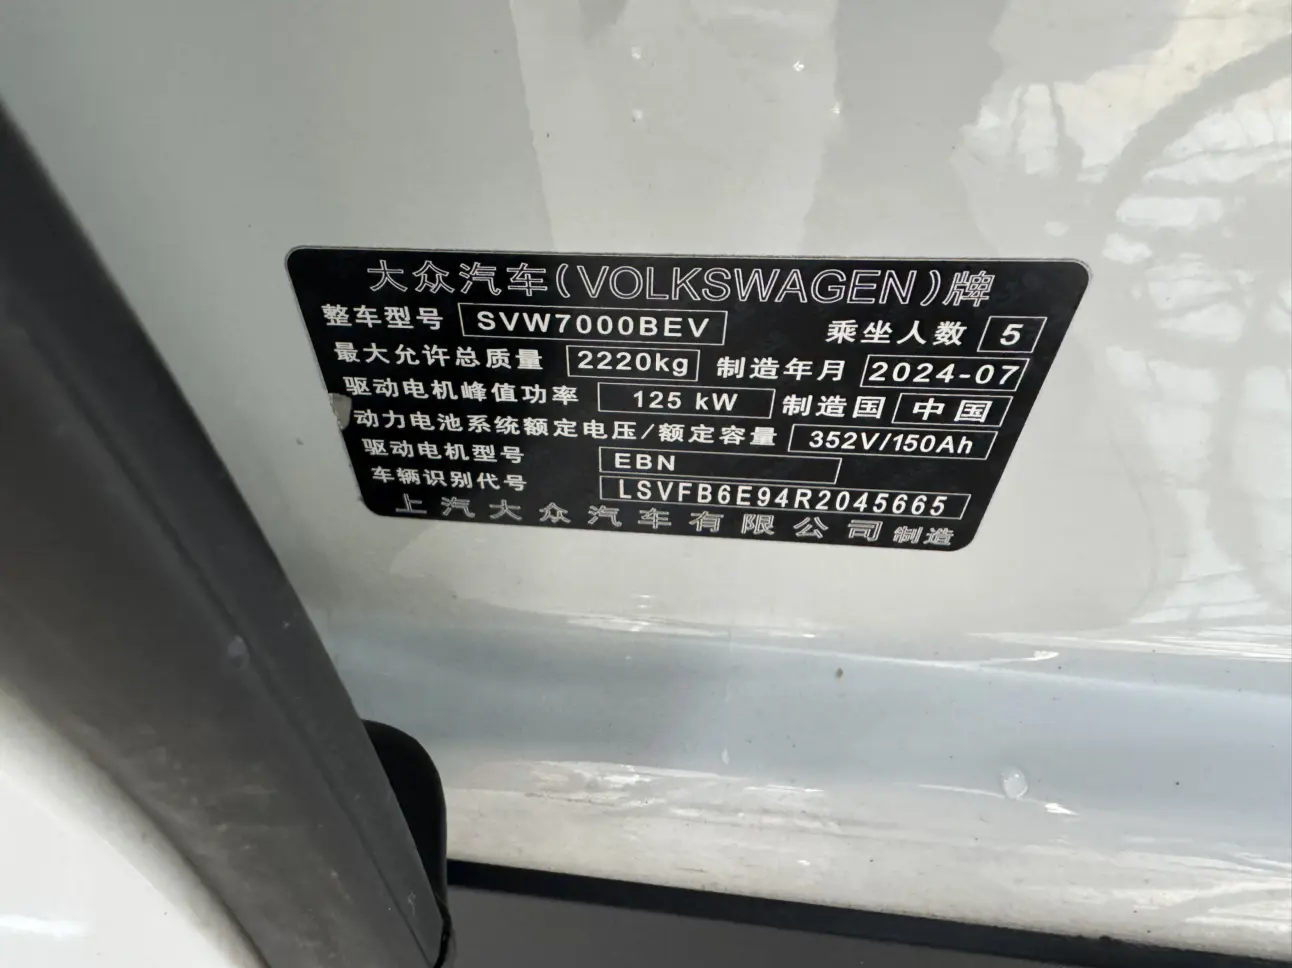 大众汽车(VOLKSWAGEN)牌
整车型号 SVW7000BEV 乘坐人数 5
最大允许总质量 2220kg 制造年月 2024-07
驱动电机峰值功率 125 kW 制造国 中国
动力电池系统额定电压/额定容量 352V/150Ah
驱动电机型号 EBN
车辆识别代号 LSVFB6E94R2045665
上汽大众汽车有限公司 制造